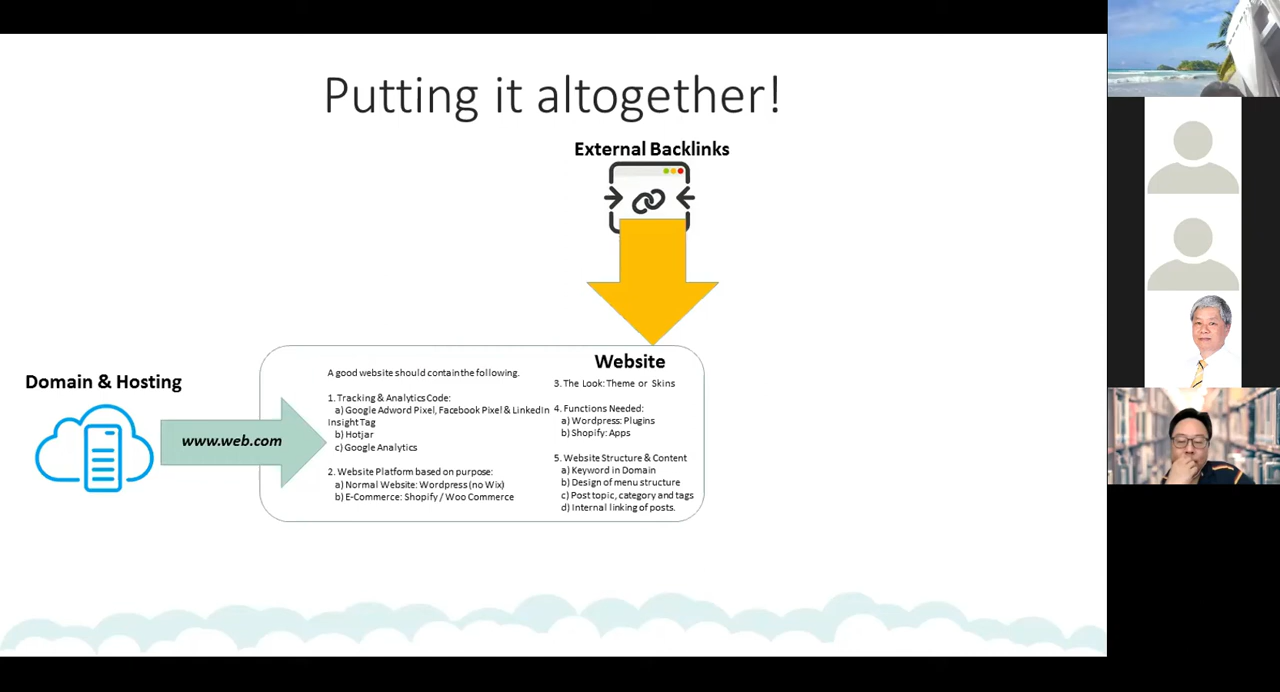 Putting it altogether!
External Backlinks
Domain & Hosting
www.web.com
Website
A good website should contain the following.
1. Tracking & Analytics Code:
a) Google Adword Pixel, Facebook Pixel & LinkedIn
Insight Tag
b) Hotjar
c) Google Analytics
2. Website Platform based on purpose:
a) Normal Website: Wordpress (no Wix)
b) E-Commerce: Shopify / Woo Commerce
3. The Look: Theme or Skins
4. Functions Needed:
a) Wordpress: Plugins
b) Shopify: Apps
5. Website Structure & Content
a) Keyword in Domain
b) Design of menu structure
c) Post topic, category and tags
d) Internal linking of posts.